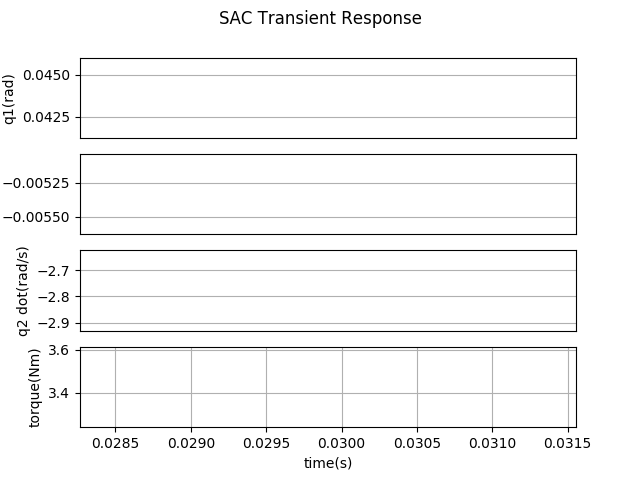 SAC Transient Response
0.0450
0.0425
q1(rad)
−0.00525
−0.00550
−2.7
−2.8
−2.9
q2 dot(rad/s)
3.6
3.4
torque(Nm)
0.0285 0.0290 0.0295 0.0300 0.0305 0.0310 0.0315
time(s)